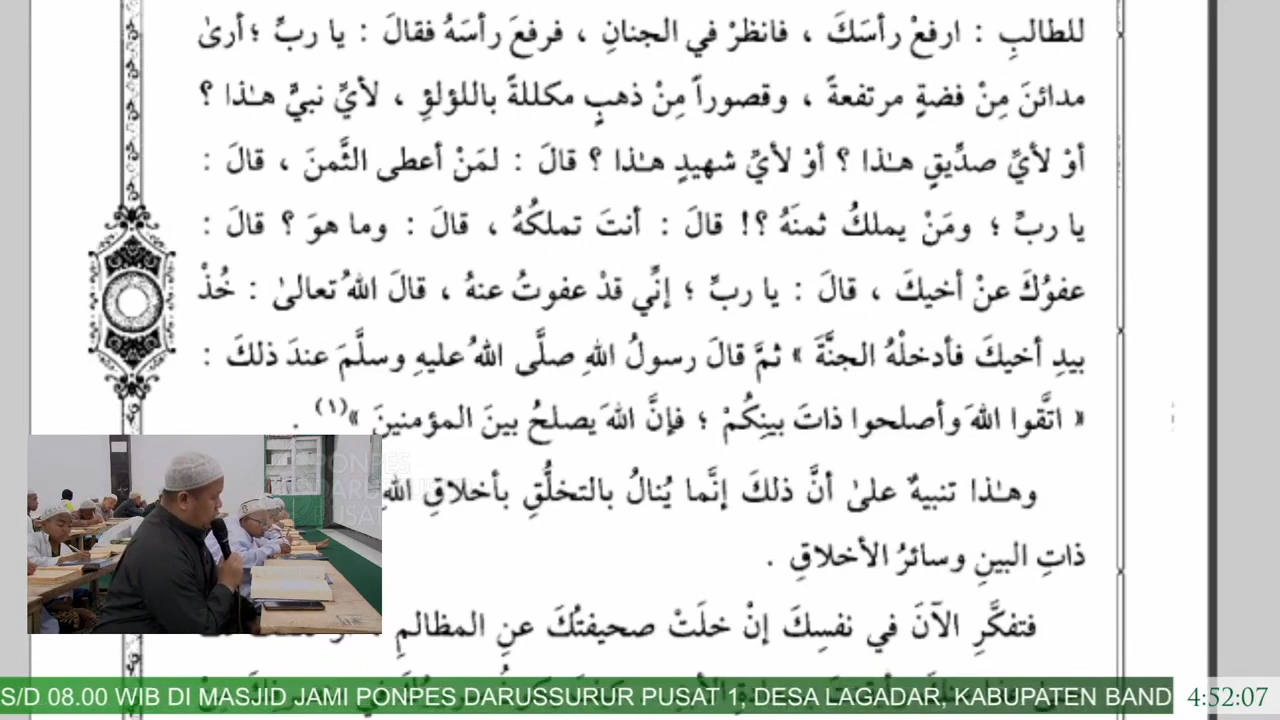 للطالبِ : ارفعْ رأسَكَ ، فانظرْ في الجنانِ ، فرفعَ رأسَهُ فقالَ : يا ربِّ ؛ أرىٰ
مدائنَ مِنْ فضةٍ مرتفعةً ، وقصوراً مِنْ ذهبٍ مكللةً باللؤلؤِ ، لأيِّ نبيٍّ هـٰذا ؟
أوْ لأيِّ صدِّيقٍ هـٰذا ؟ أوْ لأيِّ شهيدٍ هـٰذا ؟ قالَ : لمَنْ أعطى الثَّمنَ ، قالَ :
يا ربِّ ؛ ومَنْ يملكُ ثمنَهُ ؟! قالَ : أنتَ تملكُهُ ، قالَ : وما هوَ ؟ قالَ :
عفوُكَ عنْ أخيكَ ، قالَ : يا ربِّ ؛ إنِّي قدْ عفوتُ عنهُ ، قالَ اللهُ تعالىٰ : خُذْ
بيدِ أخيكَ فأدخلْهُ الجنَّةَ » ثمَّ قالَ رسولُ اللهِ صلَّى اللهُ عليهِ وسلَّمَ عندَ ذلكَ :
« اتَّقوا اللهَ وأصلحوا ذاتَ بينِكُمْ ؛ فإنَّ اللهَ يصلحُ بينَ المؤمنينَ »(١) .
وهـٰذا تنبيهٌ علىٰ أنَّ ذلكَ إنَّما يُنالُ بالتخلُّقِ بأخلاقِ اللهِ
ذاتِ البينِ وسائرُ الأخلاقِ .
فتفكَّرِ الآنَ في نفسِكَ إنْ خلَتْ صحيفتُكَ عنِ المظالمِ
PONPES
PUSAT
S/D 08.00 WIB DI MASJID JAMI PONPES DARUSSURUR PUSAT 1, DESA LAGADAR, KABUPATEN BAND
4:52:07